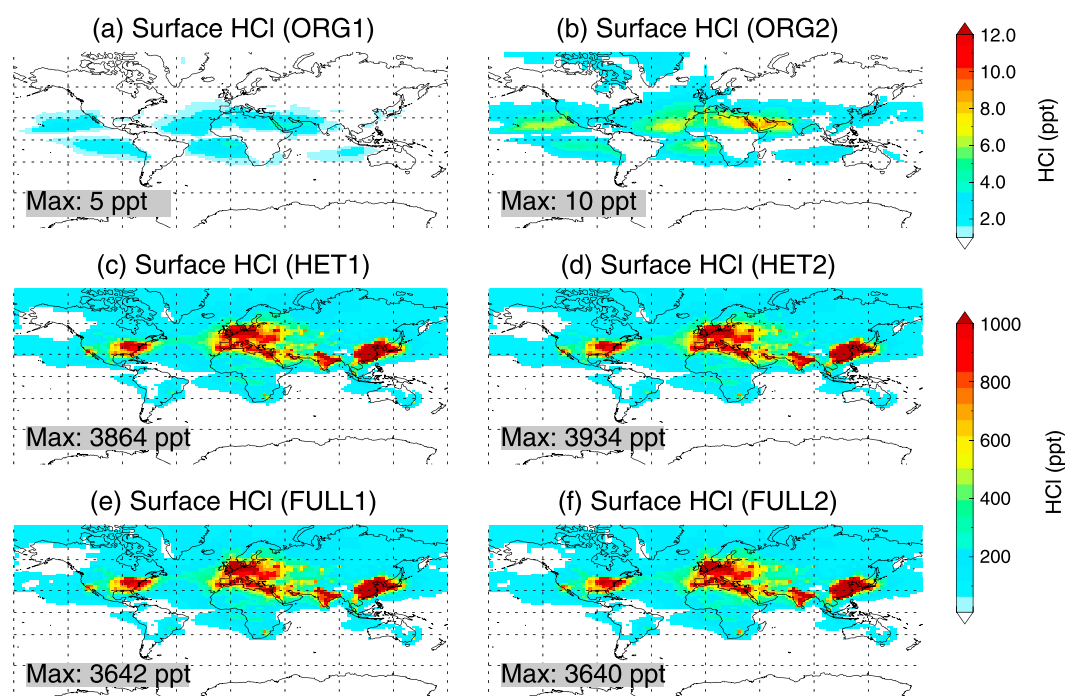 (a) Surface HCl (ORG1)
(b) Surface HCl (ORG2)
Max: 5 ppt
Max: 10 ppt
12.0
10.0
8.0
6.0
4.0
2.0
HCl (ppt)
(c) Surface HCl (HET1)
(d) Surface HCl (HET2)
Max: 3864 ppt
Max: 3934 ppt
1000
800
600
400
200
HCl (ppt)
(e) Surface HCl (FULL1)
(f) Surface HCl (FULL2)
Max: 3642 ppt
Max: 3640 ppt